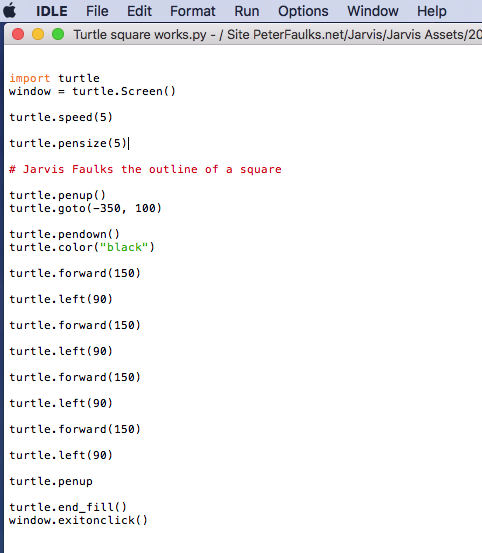 IDLE File Edit Format Run Options Window Help
Turtle square works.py - / Site PeterFaulks.net/Jarvis/Jarvis Assets/20
import turtle
window = turtle.Screen()
turtle.speed(5)
turtle.pensize(5)
# Jarvis Faulks the outline of a square
turtle.penup()
turtle.goto(-350, 100)
turtle.pendown()
turtle.color("black")
turtle.forward(150)
turtle.left(90)
turtle.forward(150)
turtle.left(90)
turtle.forward(150)
turtle.left(90)
turtle.forward(150)
turtle.left(90)
turtle.penup
turtle.end_fill()
window.exitonclick()